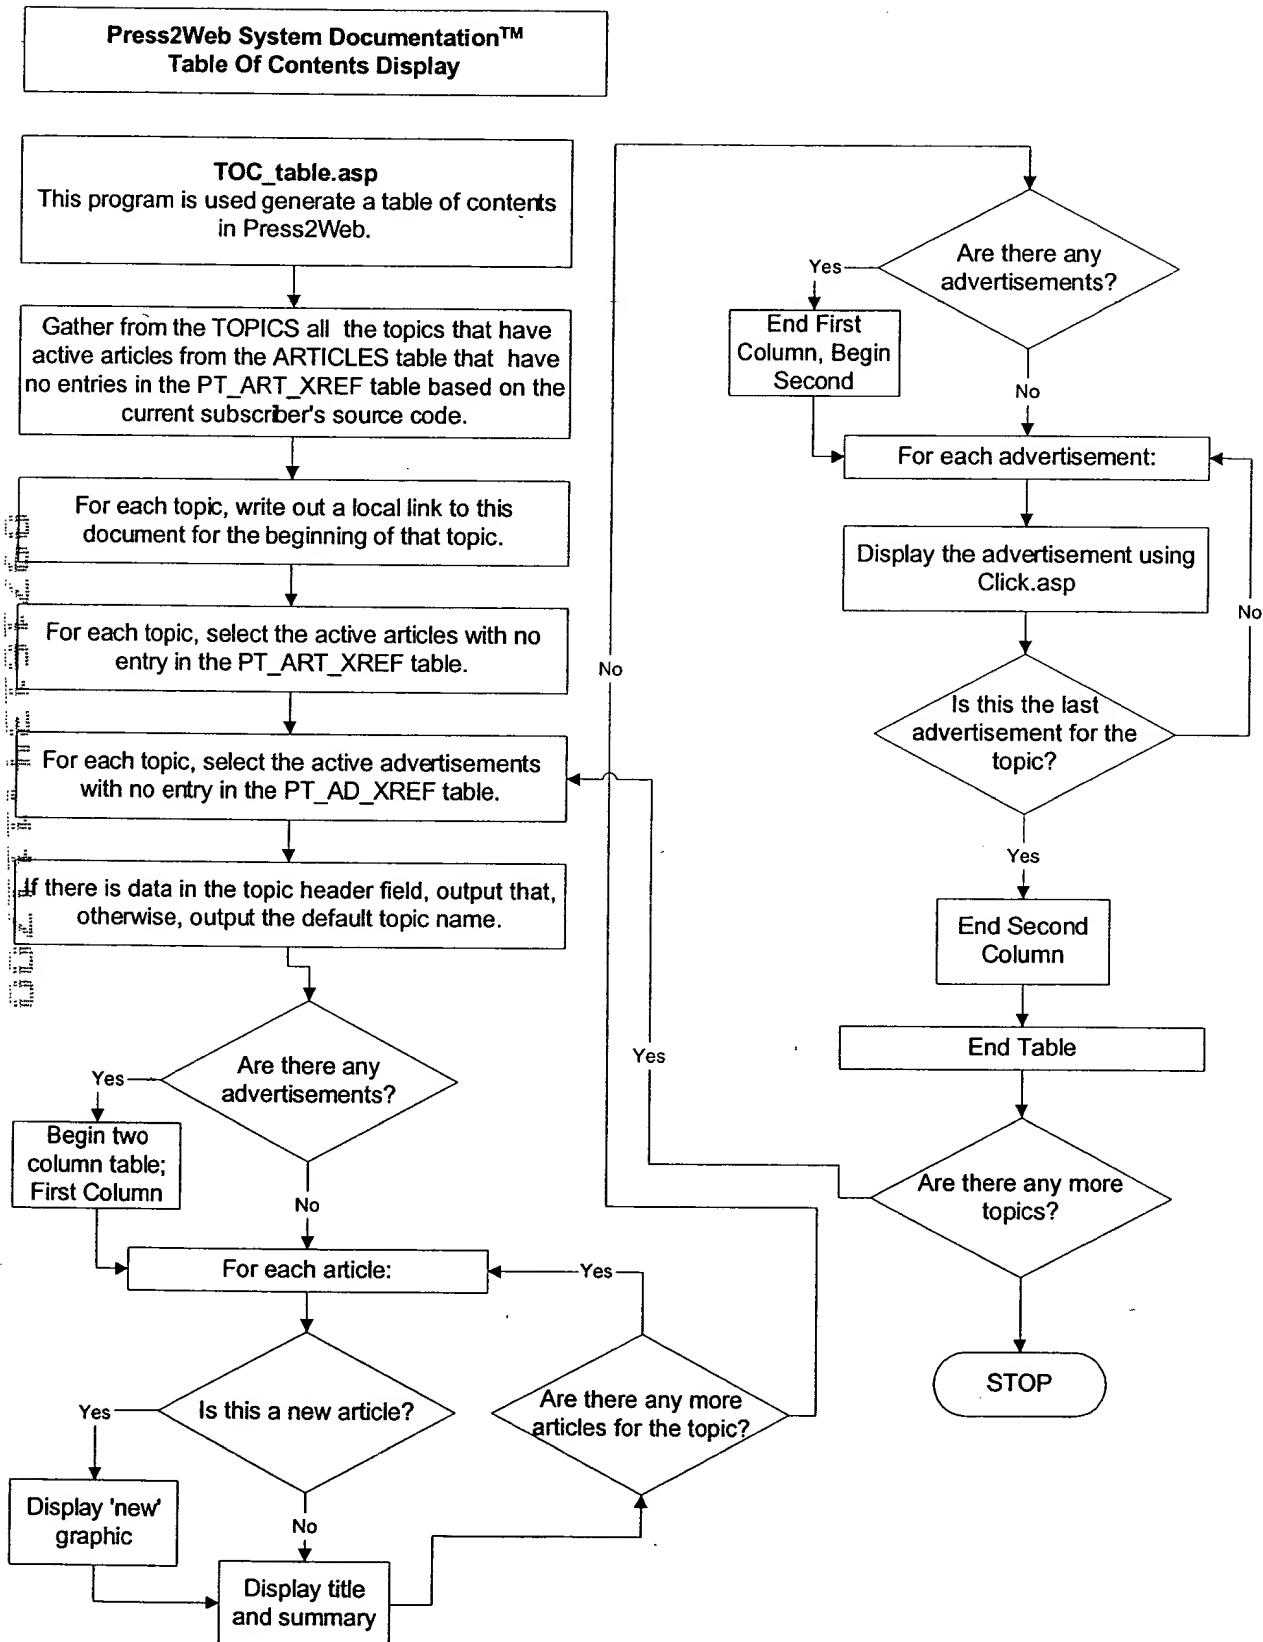 Press2Web System Documentation™
Table Of Contents Display
TOC_table.asp
This program is used generate a table of contents
in Press2Web.
Gather from the TOPICS all the topics that have
active articles from the ARTICLES table that have
no entries in the PT_ART_XREF table based on the
current subscriber's source code.
For each topic, write out a local link to this
document for the beginning of that topic.
For each topic, select the active articles with no
entry in the PT_ART_XREF table.
For each topic, select the active advertisements
with no entry in the PT_AD_XREF table.
If there is data in the topic header field, output that,
otherwise, output the default topic name.
Are there any
advertisements?
Yes
Begin two
column table;
First Column
No
For each article:
Yes
Is this a new article?
Yes
Display 'new'
graphic
No
Display title
and summary
Are there any more
articles for the topic?
No
Are there any
advertisements?
Yes
End First
Column, Begin
Second
No
For each advertisement:
Display the advertisement using
Click.asp
No
Is this the last
advertisement for the
topic?
Yes
End Second
Column
End Table
Yes
Are there any more
topics?
STOP